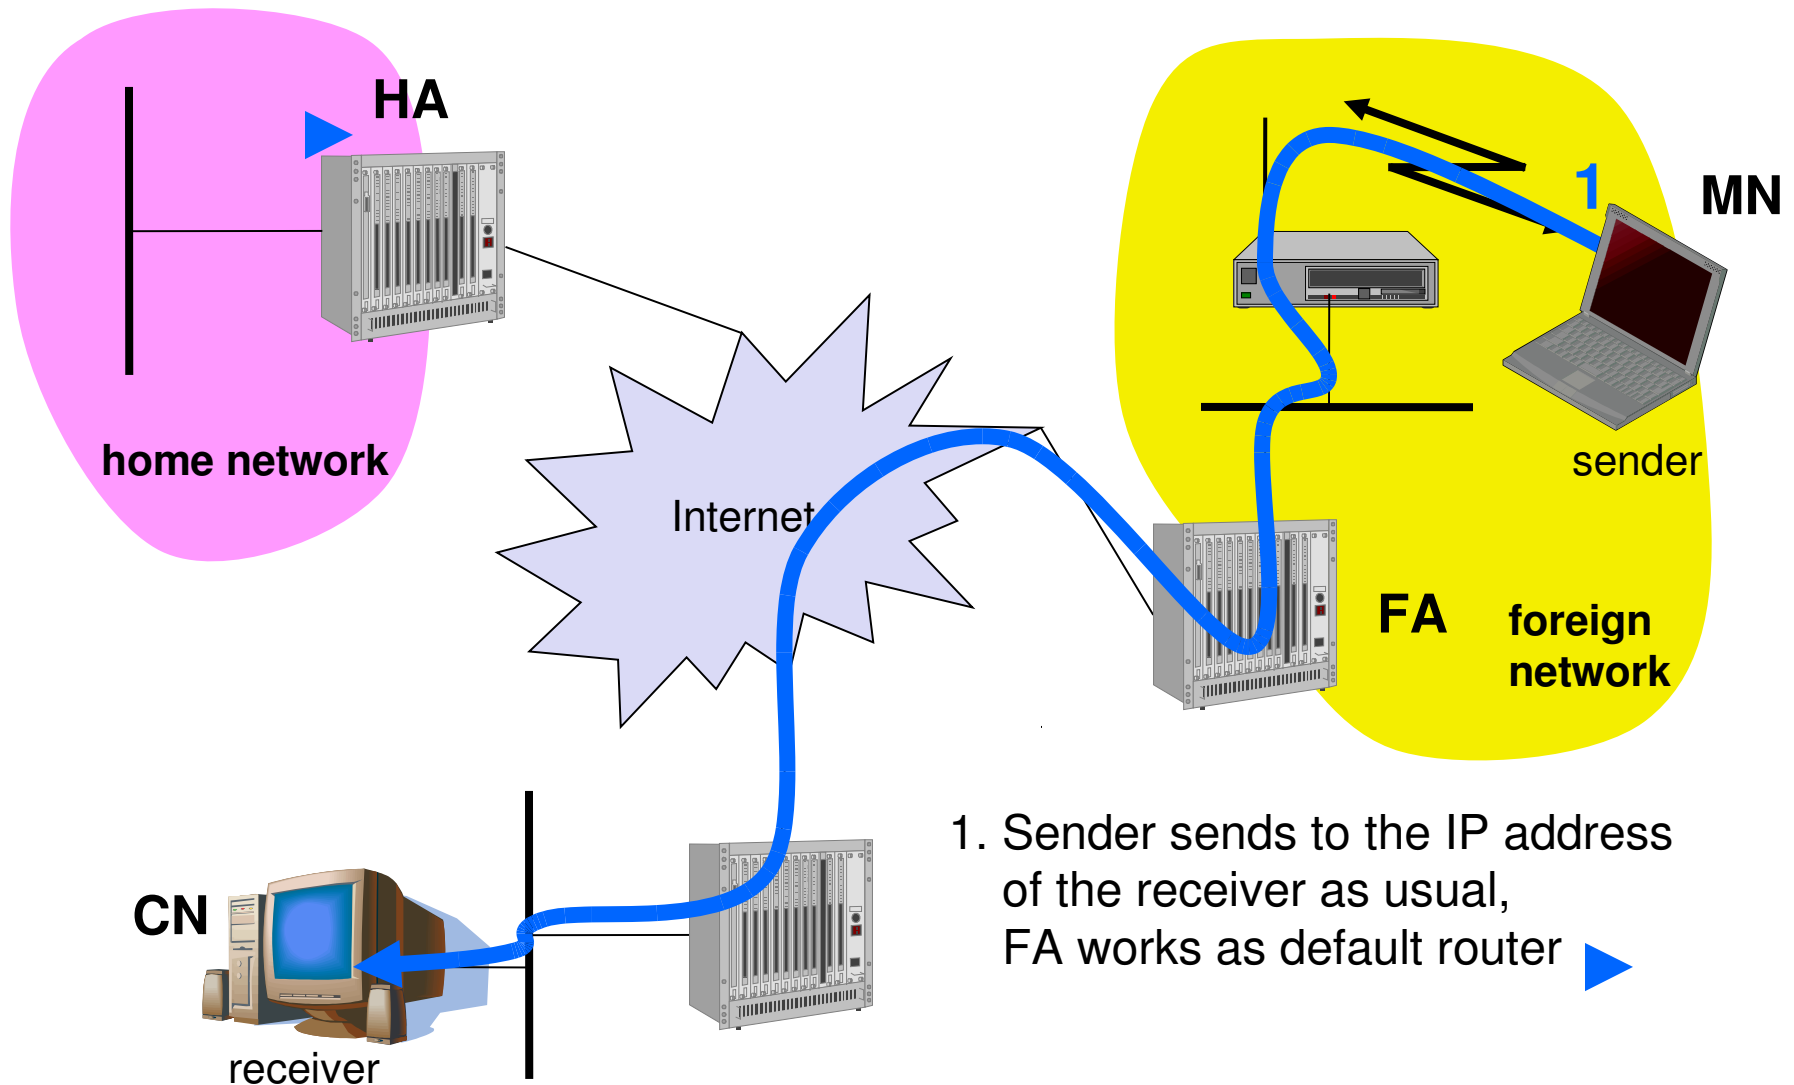 HA
1
MN
home network
Internet
sender
FA
foreign
network
CN
receiver
1. Sender sends to the IP address
of the receiver as usual,
FA works as default router